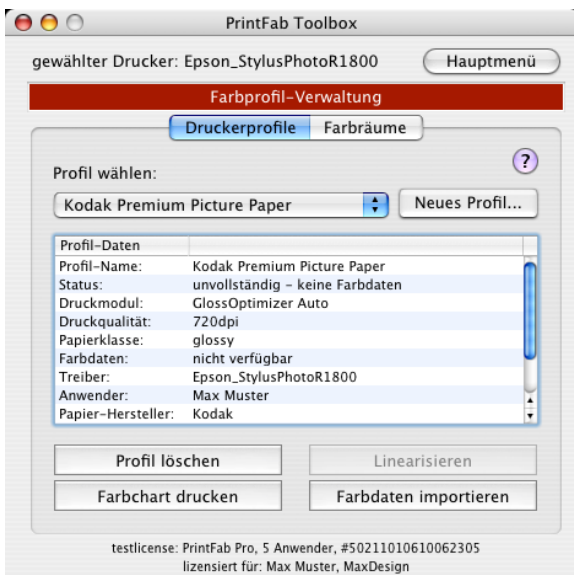 PrintFab Toolbox
gewählter Drucker: Epson_StylusPhotoR1800 Hauptmenü
Farbprofil-Verwaltung
Druckerprofile Farbräume
?
Profil wählen:
Kodak Premium Picture Paper Neues Profil...
Profil-Daten
Profil-Name: Kodak Premium Picture Paper
Status: unvollständig - keine Farbdaten
Druckmodul: GlossOptimizer Auto
Druckqualität: 720dpi
Papierklasse: glossy
Farbdaten: nicht verfügbar
Treiber: Epson_StylusPhotoR1800
Anwender: Max Muster
Papier-Hersteller: Kodak
Profil löschen Linearisieren
Farbchart drucken Farbdaten importieren
testlicense: PrintFab Pro, 5 Anwender, #50211010610062305
lizensiert für: Max Muster, MaxDesign